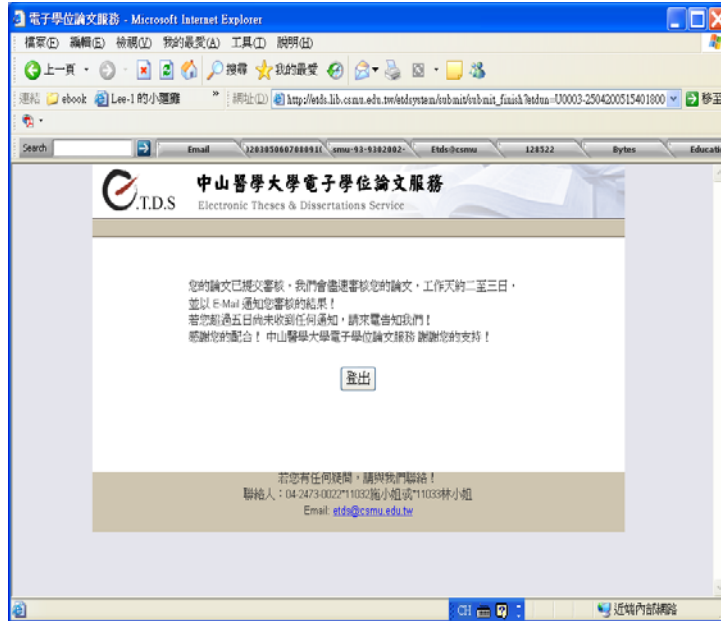 電子學位論文服務 - Microsoft Internet Explorer
檔案(F) 編輯(E) 檢視(V) 我的最愛(A) 工具(T) 說明(H)
上一頁 搜尋 我的最愛
連結 ebook Lee-1 的小窩 » 網址(D) http://etds.lib.csmu.edu.tw/etdsystem/submit/submit_finish?etdun=U0003-2504200515401800 移至
Search Email smu-93-9302002- Etds@csmu 128522 Bytes Educati
e.T.D.S 中山醫學大學電子學位論文服務
Electronic Theses & Dissertations Service
您的論文已提交審核，我們會儘速審核您的論文，工作天約二至三日，
並以 E-Mail 通知您審核的結果！
若您超過五日尚未收到任何通知，請來電告知我們！
感謝您的配合！ 中山醫學大學電子學位論文服務 謝謝您的支持！
登出
若您有任何疑問，請與我們聯絡！
聯絡人：04-2473-0022*11032施小姐或*11033林小姐
Email: etds@csmu.edu.tw
CH
近端內部網路